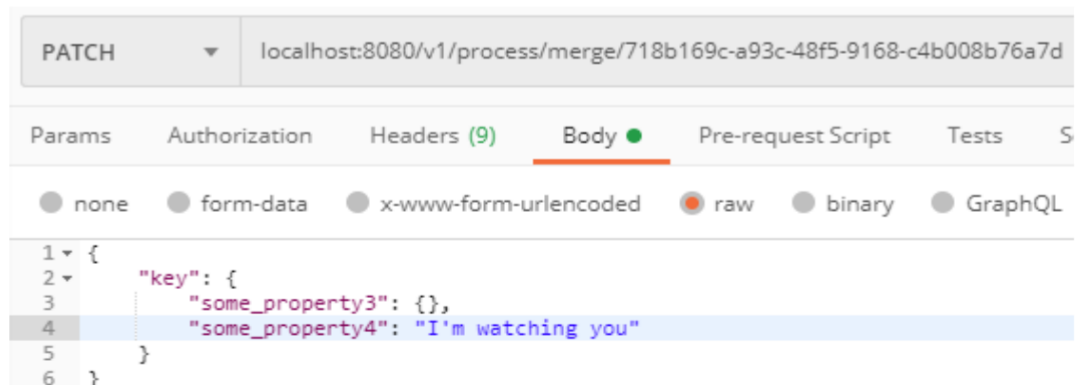 PATCH localhost:8080/v1/process/merge/718b169c-a93c-48f5-9168-c4b008b76a7d
Params Authorization Headers (9) Body Pre-request Script Tests
none form-data x-www-form-urlencoded raw binary GraphQL
1 {
2 "key": {
3 "some_property3": {},
4 "some_property4": "I'm watching you"
5 }
6 }